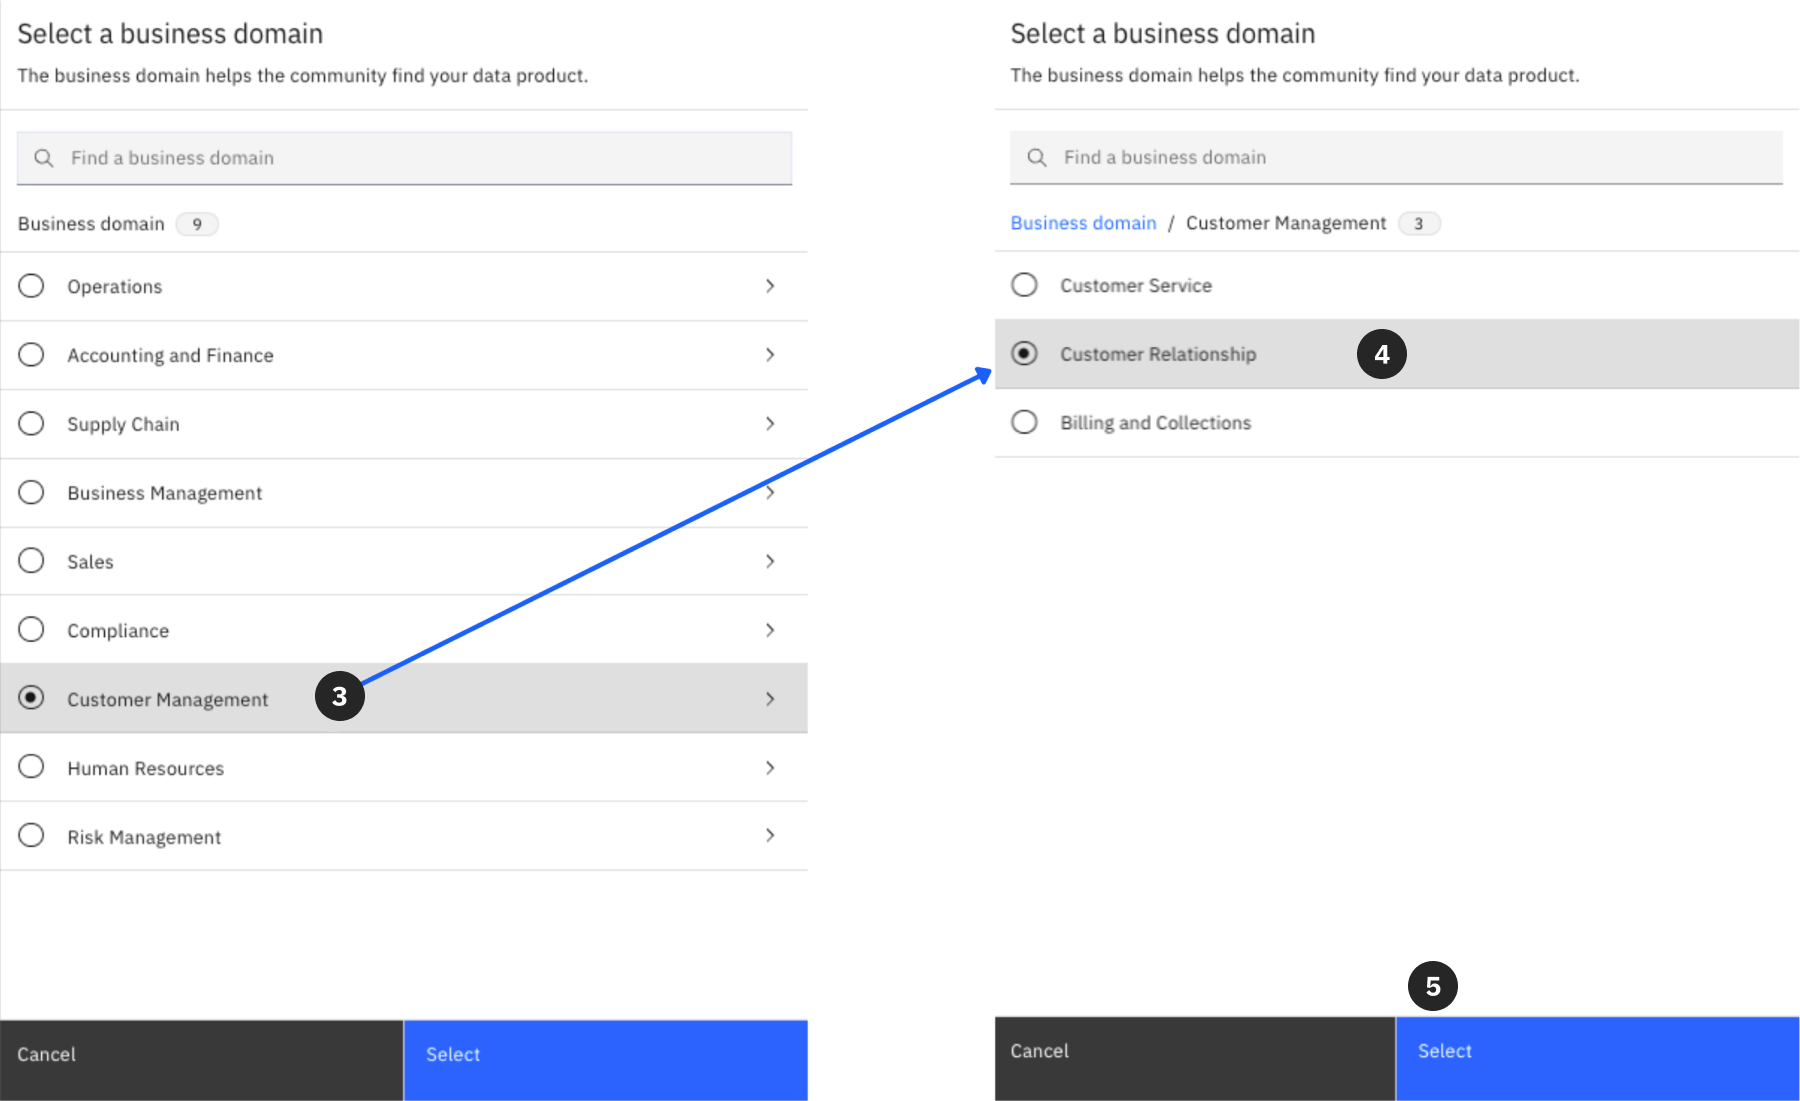 Select a business domain
The business domain helps the community find your data product.
Find a business domain
Business domain 9
Operations
Accounting and Finance
Supply Chain
Business Management
Sales
Compliance
Customer Management 3
Human Resources
Risk Management
Cancel Select
Select a business domain
The business domain helps the community find your data product.
Find a business domain
Business domain / Customer Management 3
Customer Service
Customer Relationship 4
Billing and Collections
5
Cancel Select